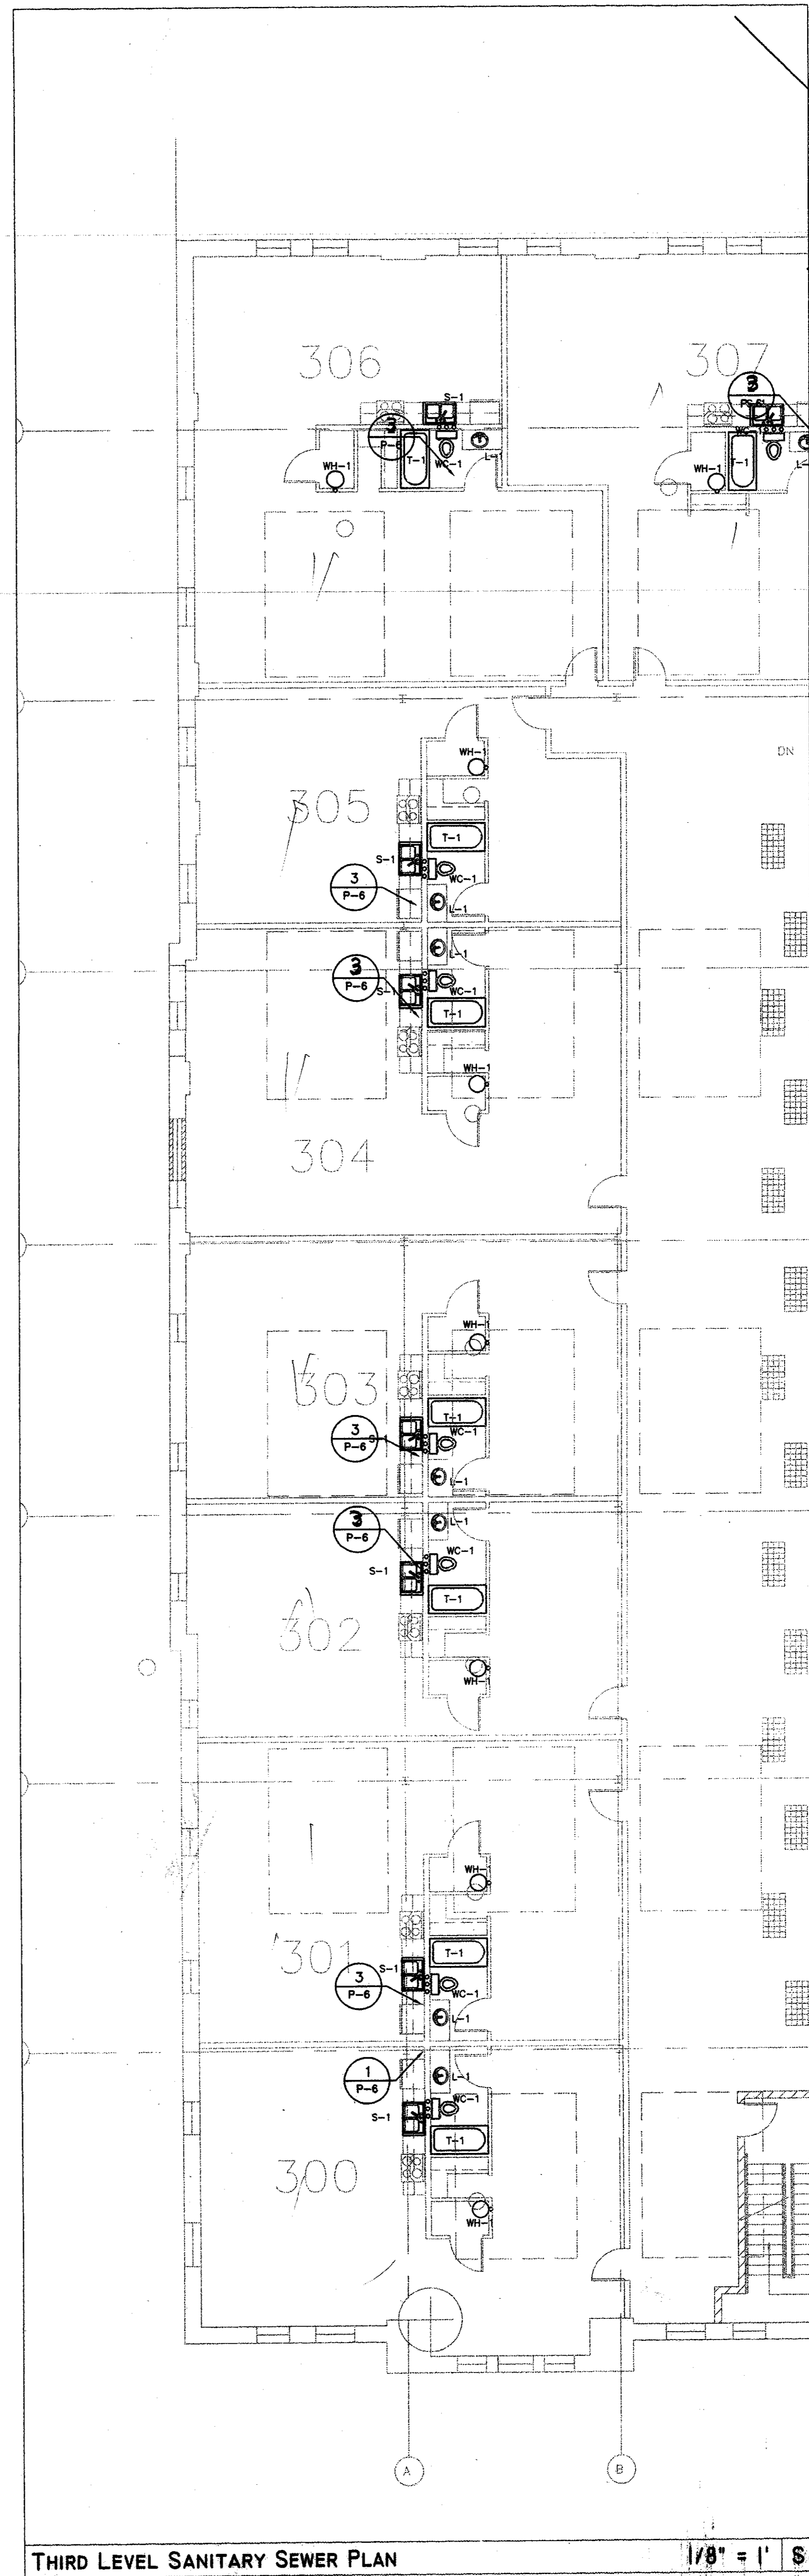 306
307
S-1
3
P-6
T-1
WC-1
L-1
WH-1
3
WC
T-1
L-
WH-1
DN
WH-1
305
T-1
S-1
WC-1
3
P-6
L-1
L-1
3
P-6
S-1
WC-1
T-1
WH-1
304
WH-1
303
T-1
3
P-6
S-1
WC-1
L-1
3
P-6
L-1
WC-1
S-1
T-1
302
WH-1
WH-1
301
T-1
S-1
3
P-6
WC-1
L-1
1
P-6
L-1
WC-1
S-1
T-1
300
WH-1
A
B
THIRD LEVEL SANITARY SEWER PLAN
1/8" = 1'
S